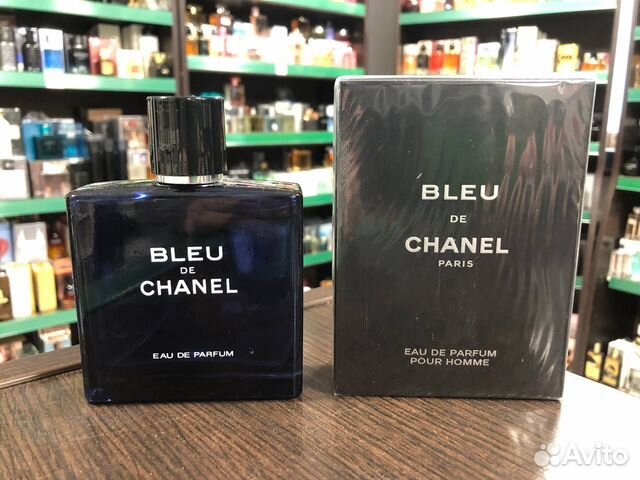 BLEU
DE
CHANEL
EAU DE PARFUM
BLEU
DE
CHANEL
PARIS
EAU DE PARFUM
POUR HOMME
Avito